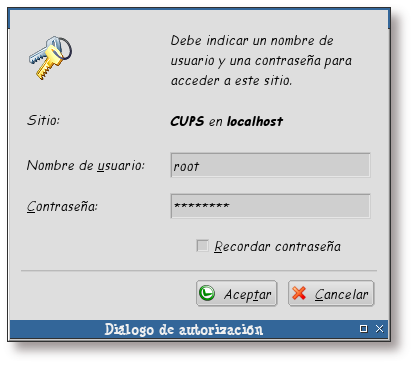 Debe indicar un nombre de
usuario y una contraseña para
acceder a este sitio.
Sitio: CUPS en localhost
Nombre de usuario: root
Contraseña: ********
Recordar contraseña
Aceptar Cancelar
Diálogo de autorización